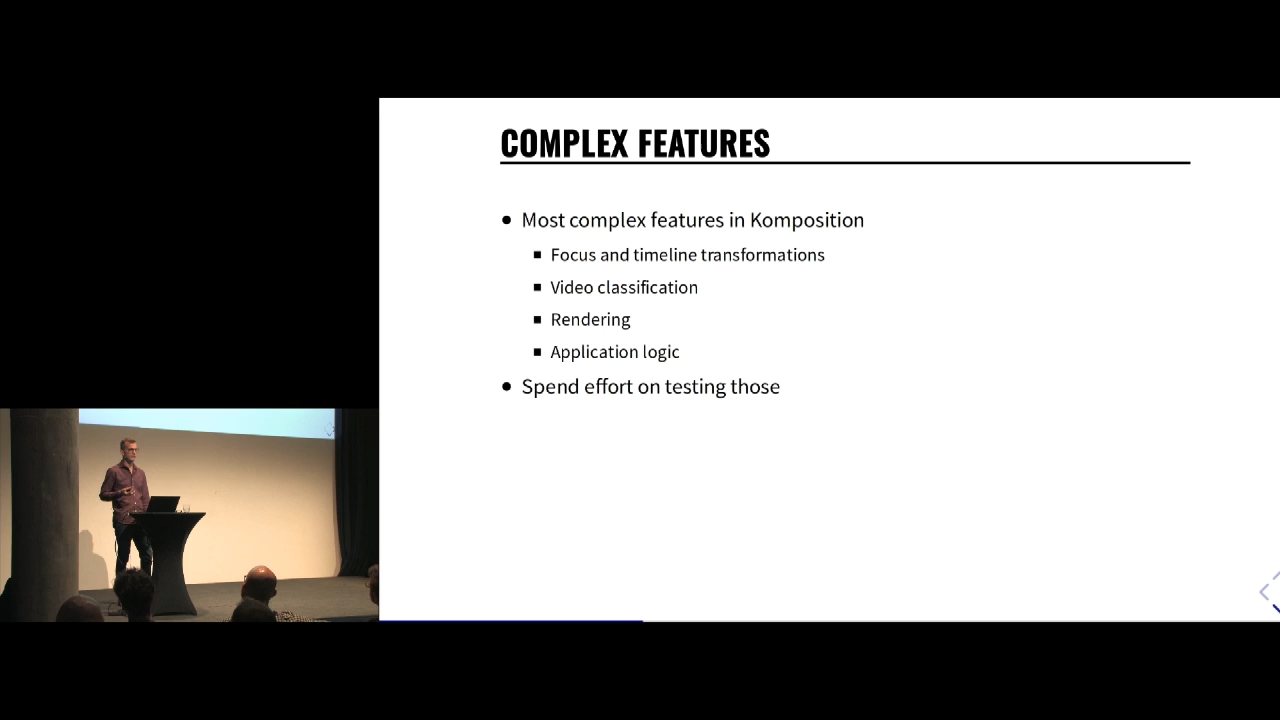 COMPLEX FEATURES
Most complex features in Komposition
Focus and timeline transformations
Video classification
Rendering
Application logic
Spend effort on testing those